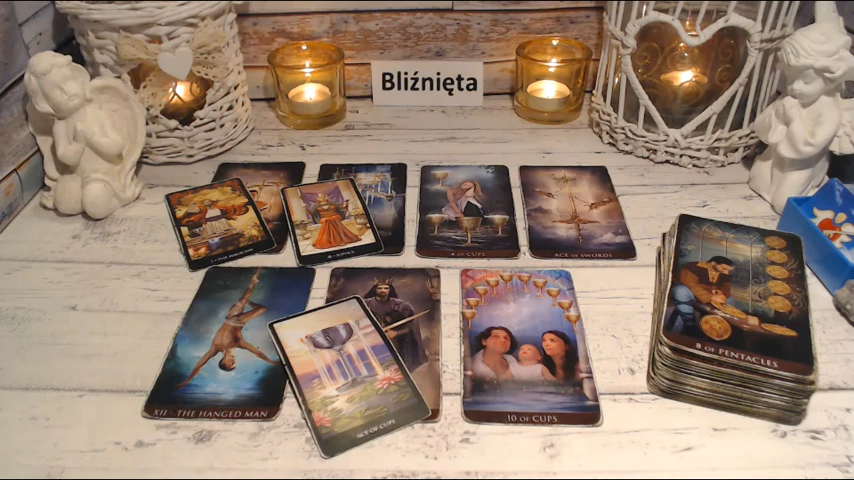 Bliźnięta
4 OF CUPS
ACE OF SWORDS
XII - THE HANGED MAN
ACE OF CUPS
10 OF CUPS
8 OF PENTACLES